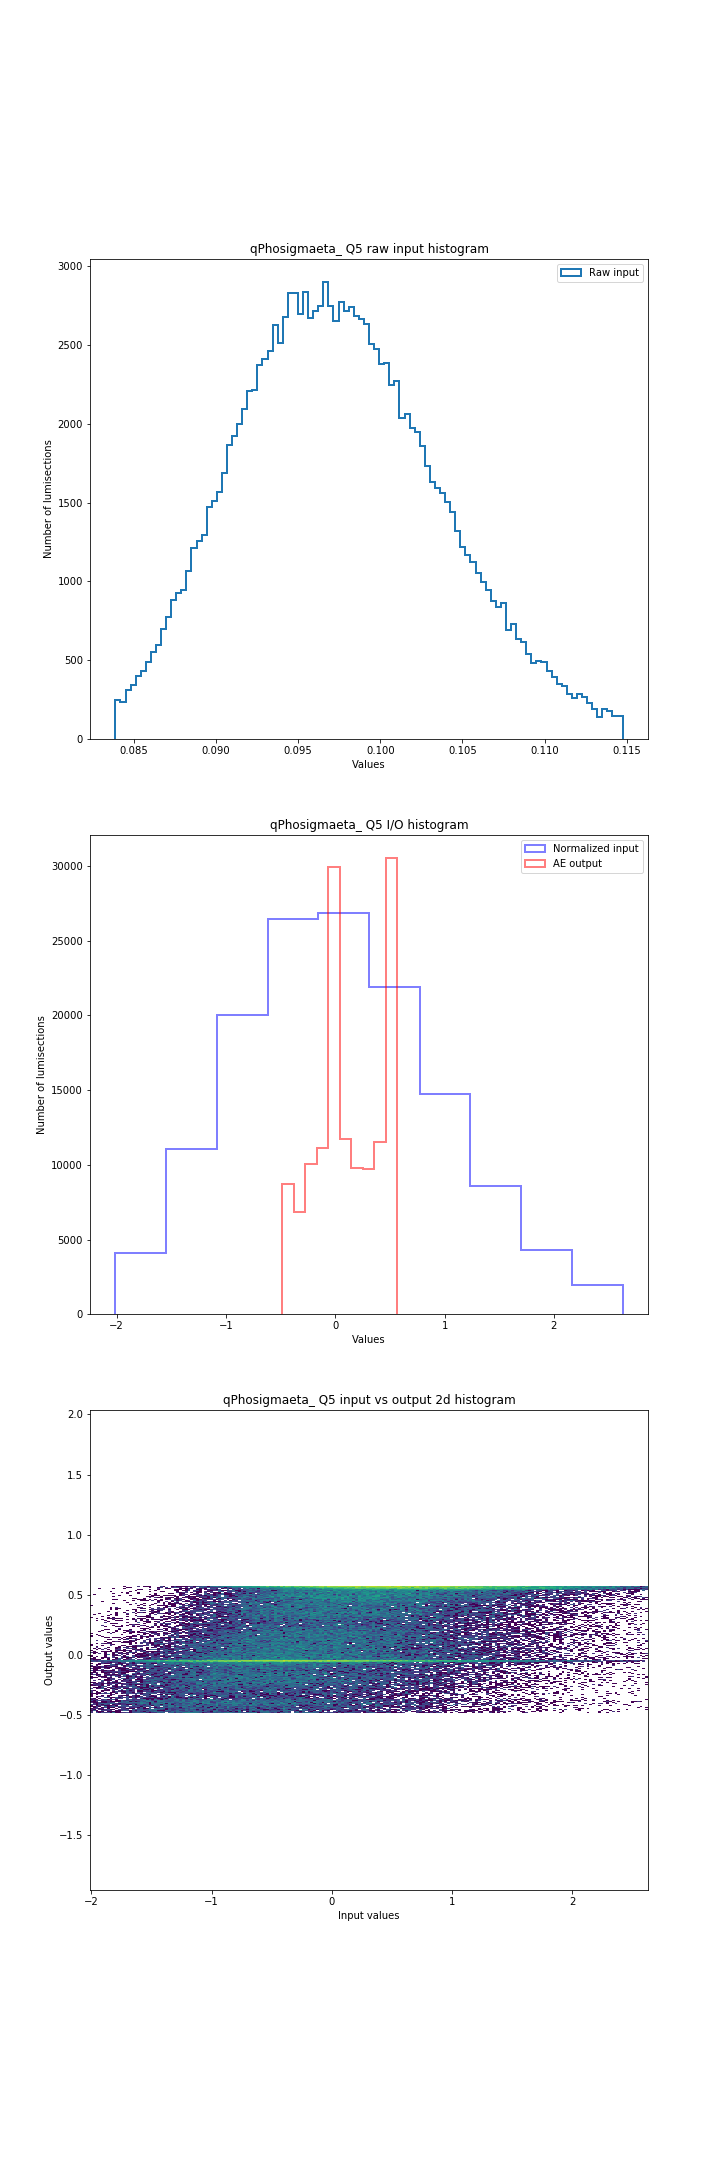 qPhosigmaeta_ Q5 raw input histogram
3000
2500
2000
1500
1000
500
0
Number of lumisections
Raw input
0.085 0.090 0.095 0.100 0.105 0.110 0.115
Values
qPhosigmaeta_ Q5 I/O histogram
30000
25000
20000
15000
10000
5000
0
Number of lumisections
Normalized input
AE output
−2 −1 0 1 2
Values
qPhosigmaeta_ Q5 input vs output 2d histogram
2.0
1.5
1.0
0.5
0.0
−0.5
−1.0
−1.5
Output values
−2 −1 0 1 2
Input values